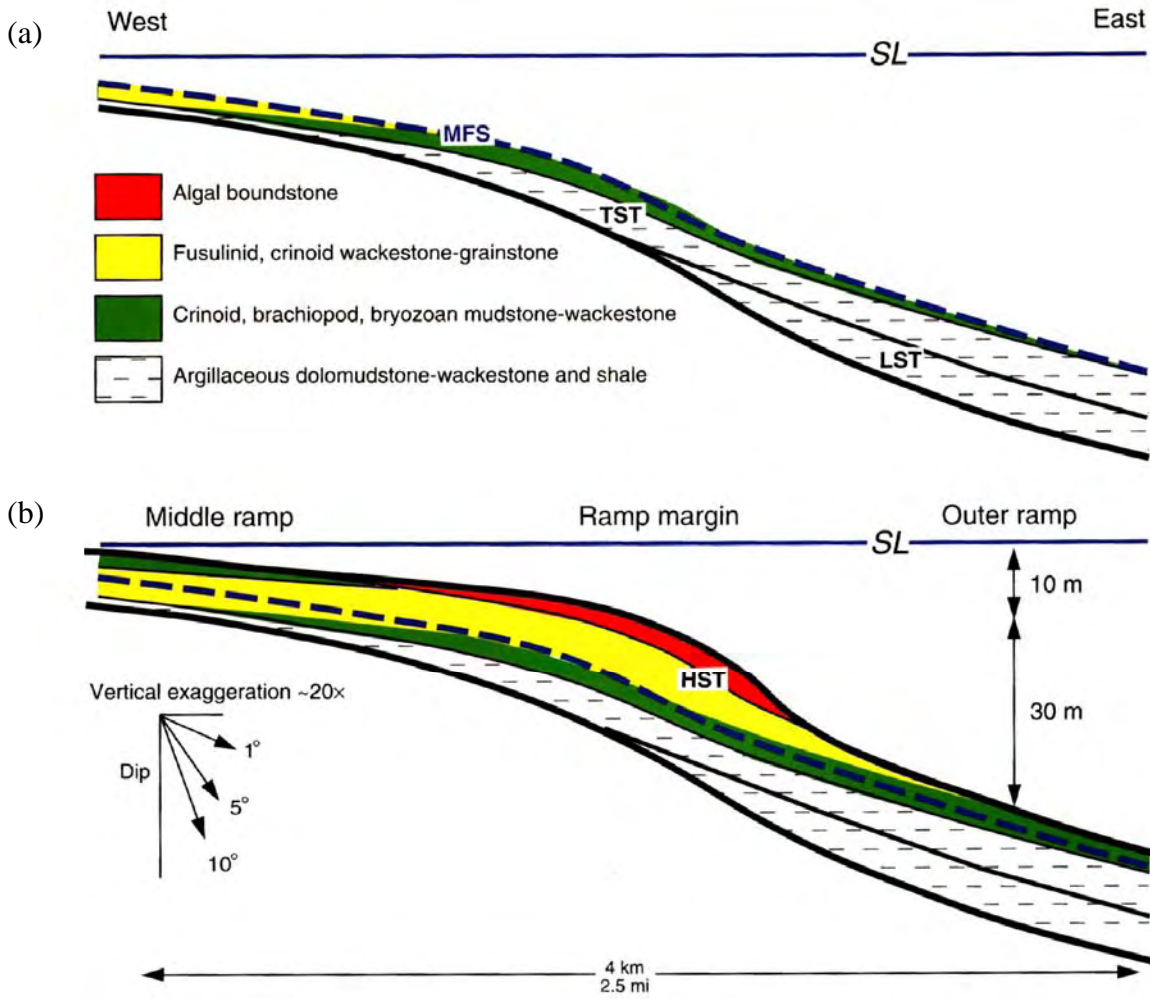 (a)
West
East
SL
MFS
Algal boundstone
TST
Fusulinid, crinoid wackestone-grainstone
Crinoid, brachiopod, bryozoan mudstone-wackestone
LST
Argillaceous dolomudstone-wackestone and shale
(b)
Middle ramp
Ramp margin
Outer ramp
SL
10 m
HST
Vertical exaggeration ~20×
30 m
1°
Dip
5°
10°
4 km
2.5 mi